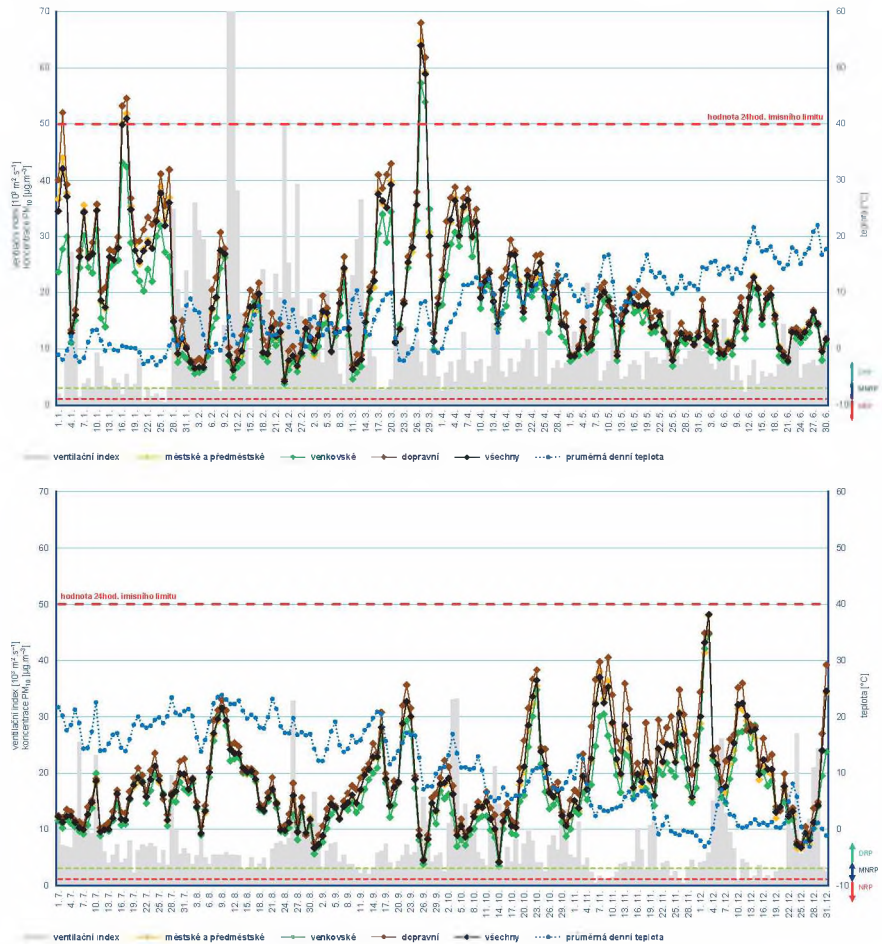 70
60
50
40
30
20
10
0
ventilační index [10³ m².s⁻¹]
koncentrace PM₁₀ [µg.m⁻³]
hodnota 24hod. imisního limitu
60
50
40
30
20
10
0
-10
teplota [°C]
MNRP
1. 1. 4. 1. 7. 1. 10. 1. 13. 1. 16. 1. 19. 1. 22. 1. 25. 1. 28. 1. 31. 1. 3. 2. 6. 2. 9. 2. 12. 2. 15. 2. 18. 2. 21. 2. 24. 2. 27. 2. 2. 3. 5. 3. 8. 3. 11. 3. 14. 3. 17. 3. 20. 3. 23. 3. 26. 3. 29. 3. 1. 4. 4. 4. 7. 4. 10. 4. 13. 4. 16. 4. 19. 4. 22. 4. 25. 4. 28. 4. 1. 5. 4. 5. 7. 5. 10. 5. 13. 5. 16. 5. 19. 5. 22. 5. 25. 5. 28. 5. 31. 5. 3. 6. 6. 6. 9. 6. 12. 6. 15. 6. 18. 6. 21. 6. 24. 6. 27. 6. 30. 6.
ventilační index městské a předměstské venkovské dopravní všechny průměrná denní teplota
70
60
50
40
30
20
10
0
ventilační index [10³ m².s⁻¹]
koncentrace PM₁₀ [µg.m⁻³]
hodnota 24hod. imisního limitu
60
50
40
30
20
10
0
-10
teplota [°C]
DRP
MNRP
NRP
1. 7. 4. 7. 7. 7. 10. 7. 13. 7. 16. 7. 19. 7. 22. 7. 25. 7. 28. 7. 31. 7. 3. 8. 6. 8. 9. 8. 12. 8. 15. 8. 18. 8. 21. 8. 24. 8. 27. 8. 30. 8. 2. 9. 5. 9. 8. 9. 11. 9. 14. 9. 17. 9. 20. 9. 23. 9. 26. 9. 29. 9. 2. 10. 5. 10. 8. 10. 11. 10. 14. 10. 17. 10. 20. 10. 23. 10. 26. 10. 29. 10. 1. 11. 4. 11. 7. 11. 10. 11. 13. 11. 16. 11. 19. 11. 22. 11. 25. 11. 28. 11. 1. 12. 4. 12. 7. 12. 10. 12. 13. 12. 16. 12. 19. 12. 22. 12. 25. 12. 28. 12. 31. 12.
ventilační index městské a předměstské venkovské dopravní všechny průměrná denní teplota